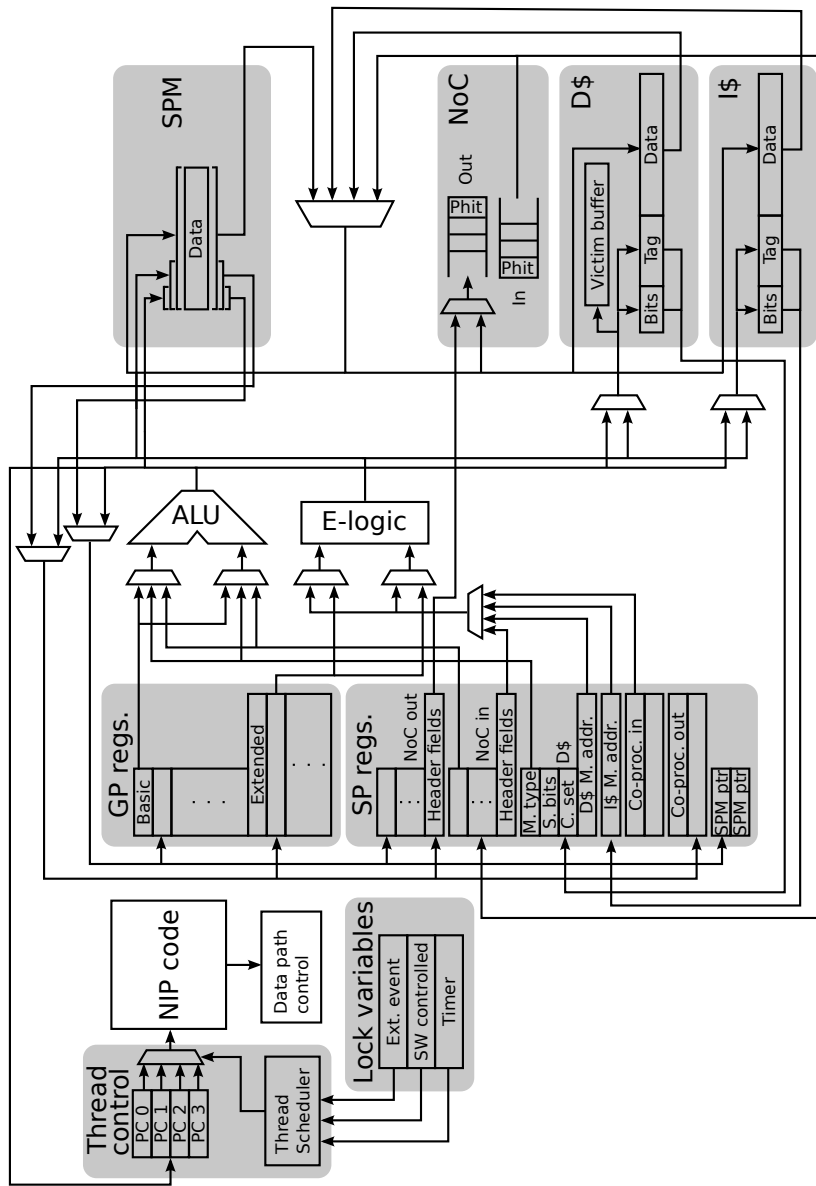 Thread
control
PC 0
PC 1
PC 2
PC 3
Thread
Scheduler
NIP code
Data path
control
Lock variables
Ext. event
SW controlled
Timer
GP regs.
Basic
. . .
Extended
. . .
SP regs.
...
NoC out
Header fields
...
NoC in
Header fields
M. type
S. bits
C. set
D$
D$ M. addr.
I$ M. addr.
Co-proc. in
Co-proc. out
SPM ptr
SPM ptr
ALU
E-logic
SPM
Data
NoC
Out
Phit
In
Phit
D$
Victim buffer
Bits
Tag
Data
I$
Bits
Tag
Data